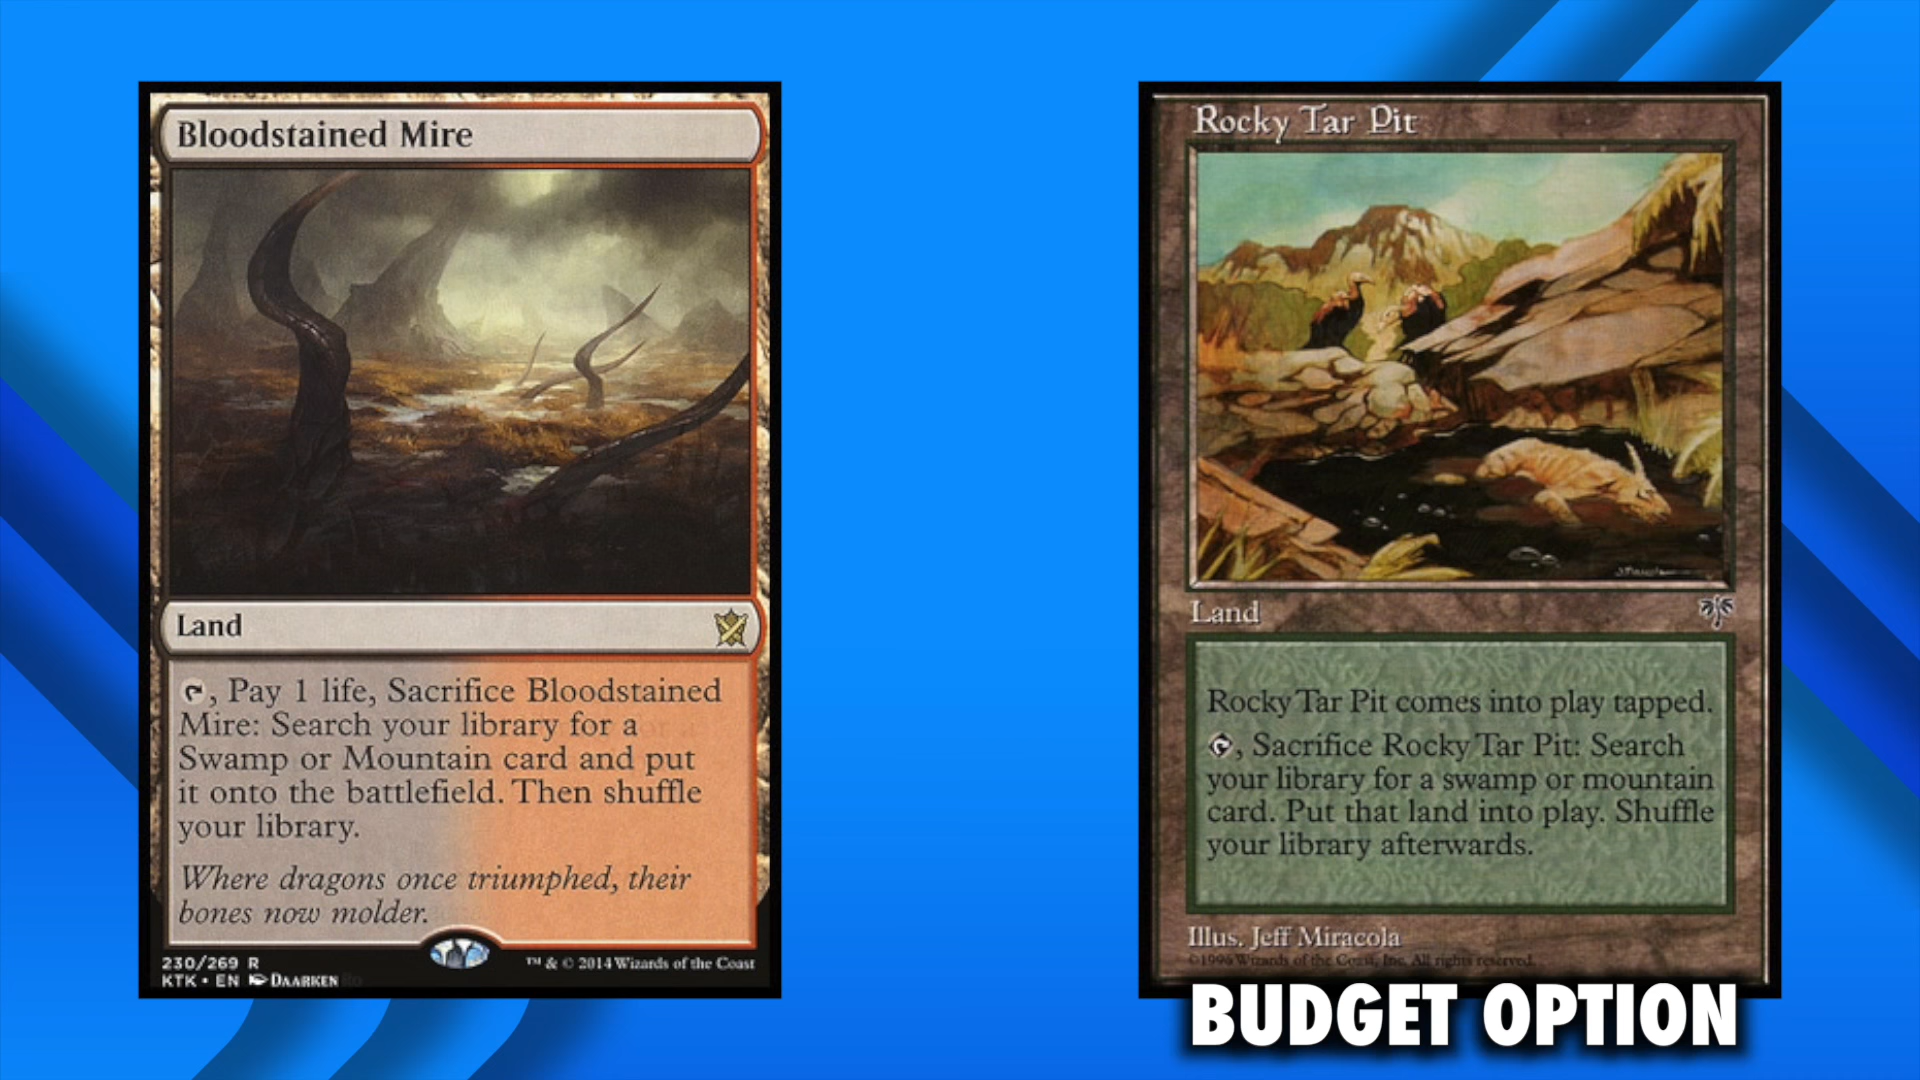 Bloodstained Mire
Land
, Pay 1 life, Sacrifice Bloodstained
Mire: Search your library for a
Swamp or Mountain card and put
it onto the battlefield. Then shuffle
your library.
Where dragons once triumphed, their
bones now molder.
230/269 R
KTK • EN DAARKEN
™ & © 2014 Wizards of the Coast
Rocky Tar Pit
Land
Rocky Tar Pit comes into play tapped.
, Sacrifice Rocky Tar Pit: Search
your library for a swamp or mountain
card. Put that land into play. Shuffle
your library afterwards.
Illus. Jeff Miracola
©1996 Wizards of the Coast, Inc. All rights reserved.
BUDGET OPTION